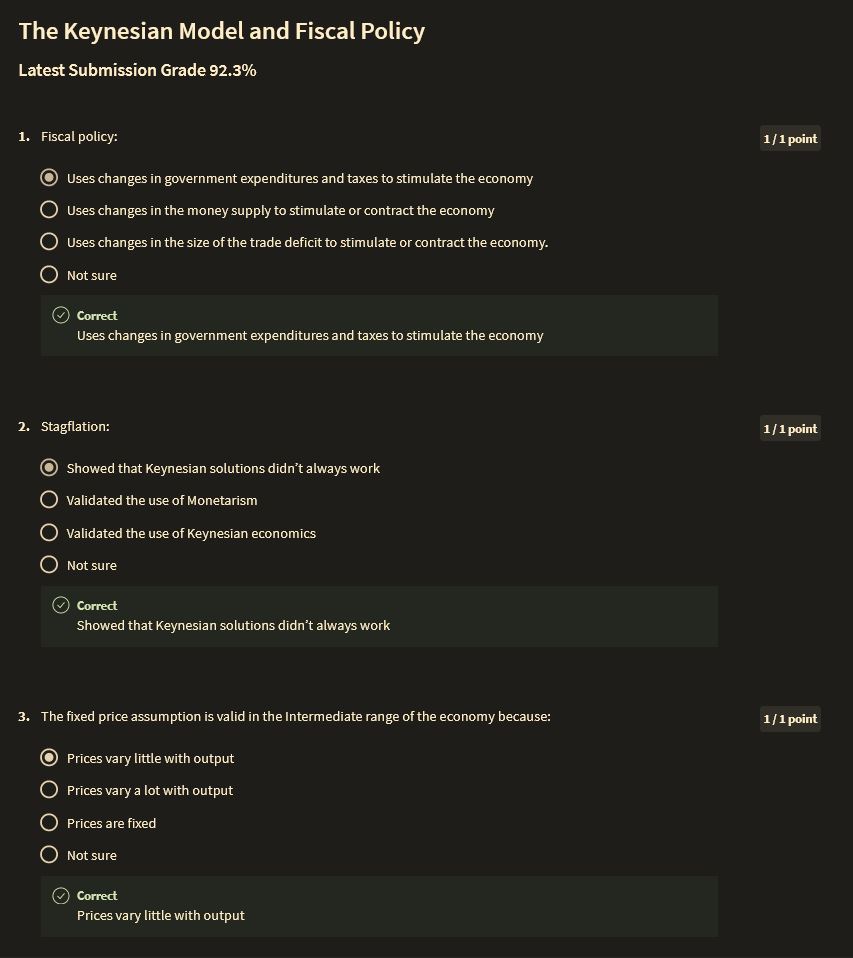 The Keynesian Model and Fiscal Policy
Latest Submission Grade 92.3%
1. Fiscal policy:
1 / 1 point
Uses changes in government expenditures and taxes to stimulate the economy
Uses changes in the money supply to stimulate or contract the economy
Uses changes in the size of the trade deficit to stimulate or contract the economy.
Not sure
Correct
Uses changes in government expenditures and taxes to stimulate the economy
2. Stagflation:
1 / 1 point
Showed that Keynesian solutions didn’t always work
Validated the use of Monetarism
Validated the use of Keynesian economics
Not sure
Correct
Showed that Keynesian solutions didn’t always work
3. The fixed price assumption is valid in the Intermediate range of the economy because:
1 / 1 point
Prices vary little with output
Prices vary a lot with output
Prices are fixed
Not sure
Correct
Prices vary little with output